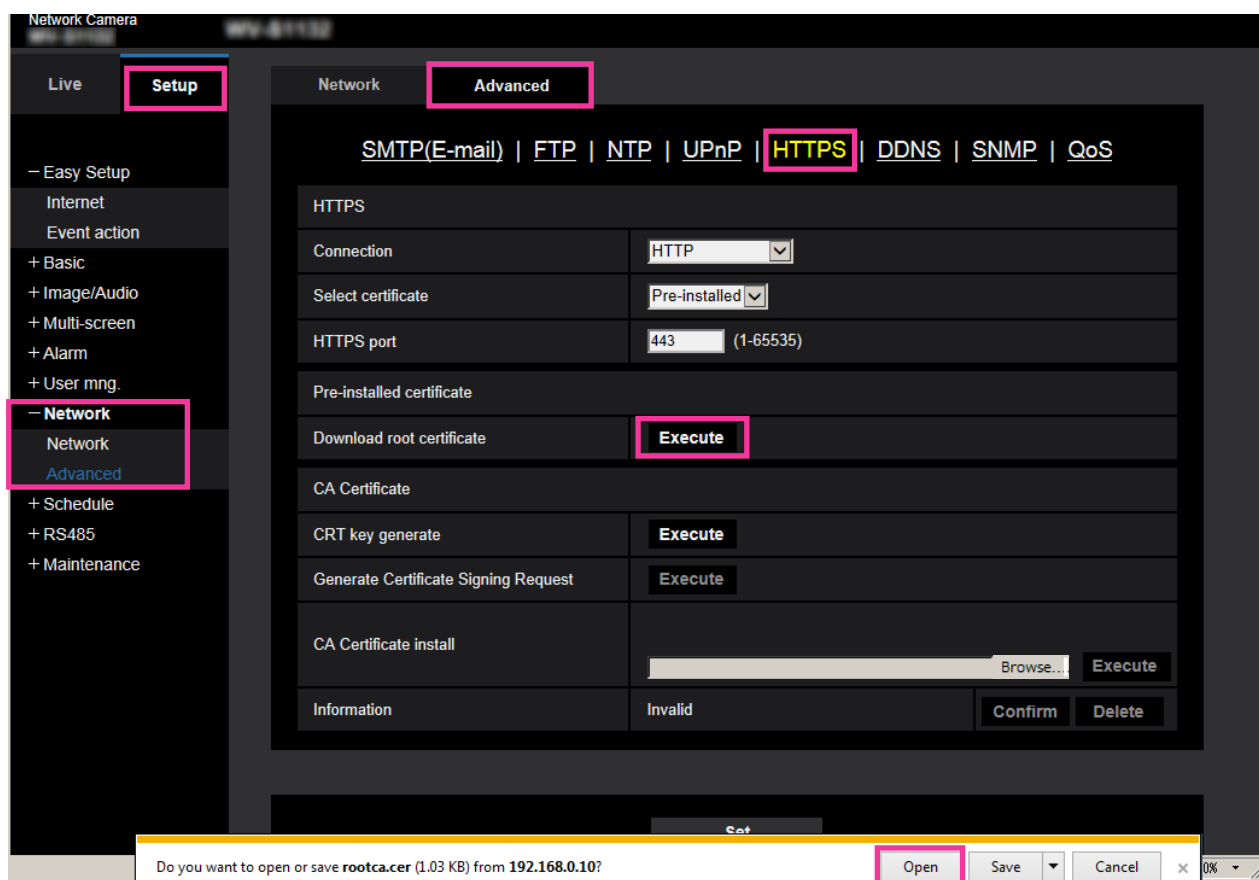 Network Camera
WV-S1132
Live
Setup
Network
Advanced
SMTP(E-mail) | FTP | NTP | UPnP | HTTPS | DDNS | SNMP | QoS
− Easy Setup
Internet
Event action
+ Basic
+ Image/Audio
+ Multi-screen
+ Alarm
+ User mng.
− Network
Network
Advanced
+ Schedule
+ RS485
+ Maintenance
HTTPS
Connection HTTP
Select certificate Pre-installed
HTTPS port 443 (1-65535)
Pre-installed certificate
Download root certificate Execute
CA Certificate
CRT key generate Execute
Generate Certificate Signing Request Execute
CA Certificate install Browse... Execute
Information Invalid Confirm Delete
Set
Do you want to open or save rootca.cer (1.03 KB) from 192.168.0.10? Open Save Cancel ×
0%